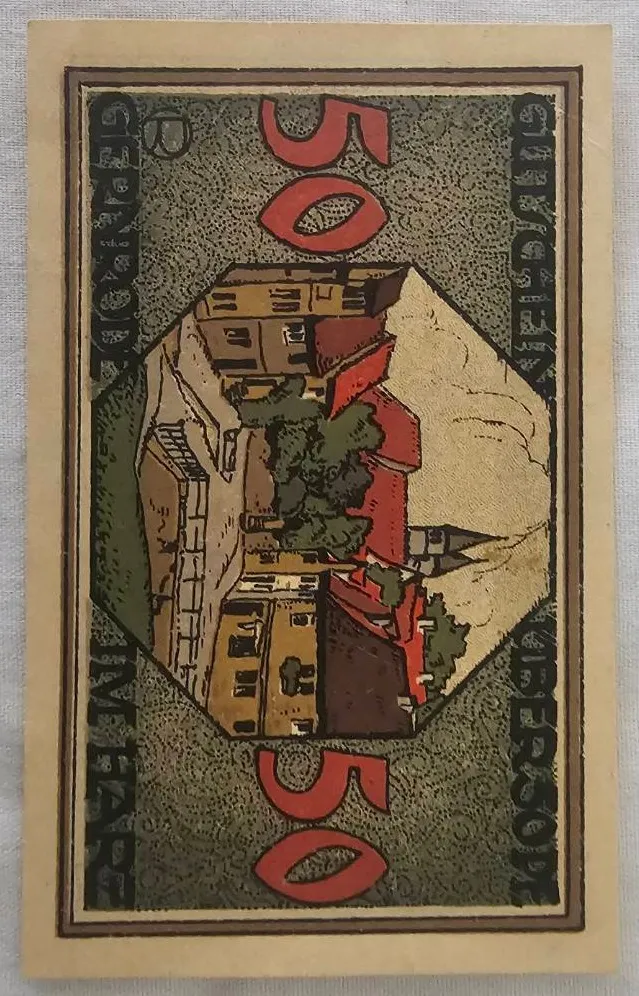 GUTSCHEIN ÜBER 50 Pf
50 50
R
GERNRODE IM HARZ